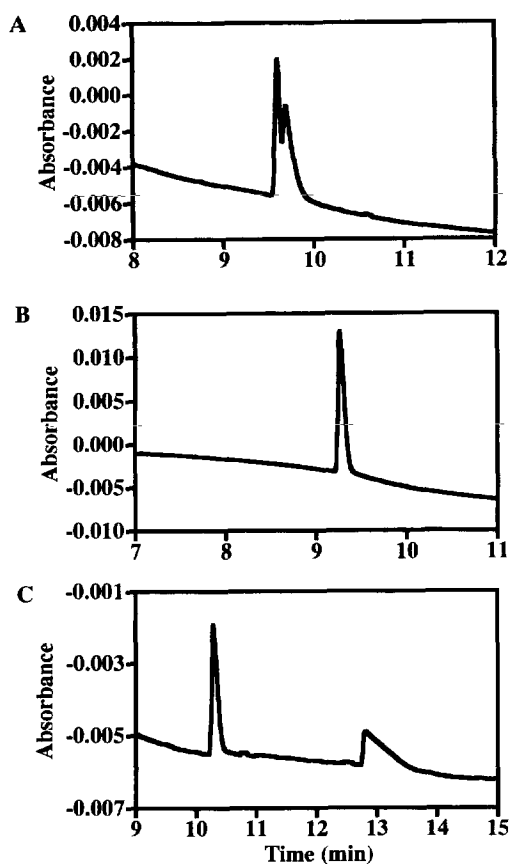 A
Absorbance
0.004
0.002
0.000
-0.002
-0.004
-0.006
-0.008
8 9 10 11 12
B
Absorbance
0.015
0.010
0.005
0.000
-0.005
-0.010
7 8 9 10 11
C
Absorbance
-0.001
-0.003
-0.005
-0.007
9 10 11 12 13 14 15
Time (min)